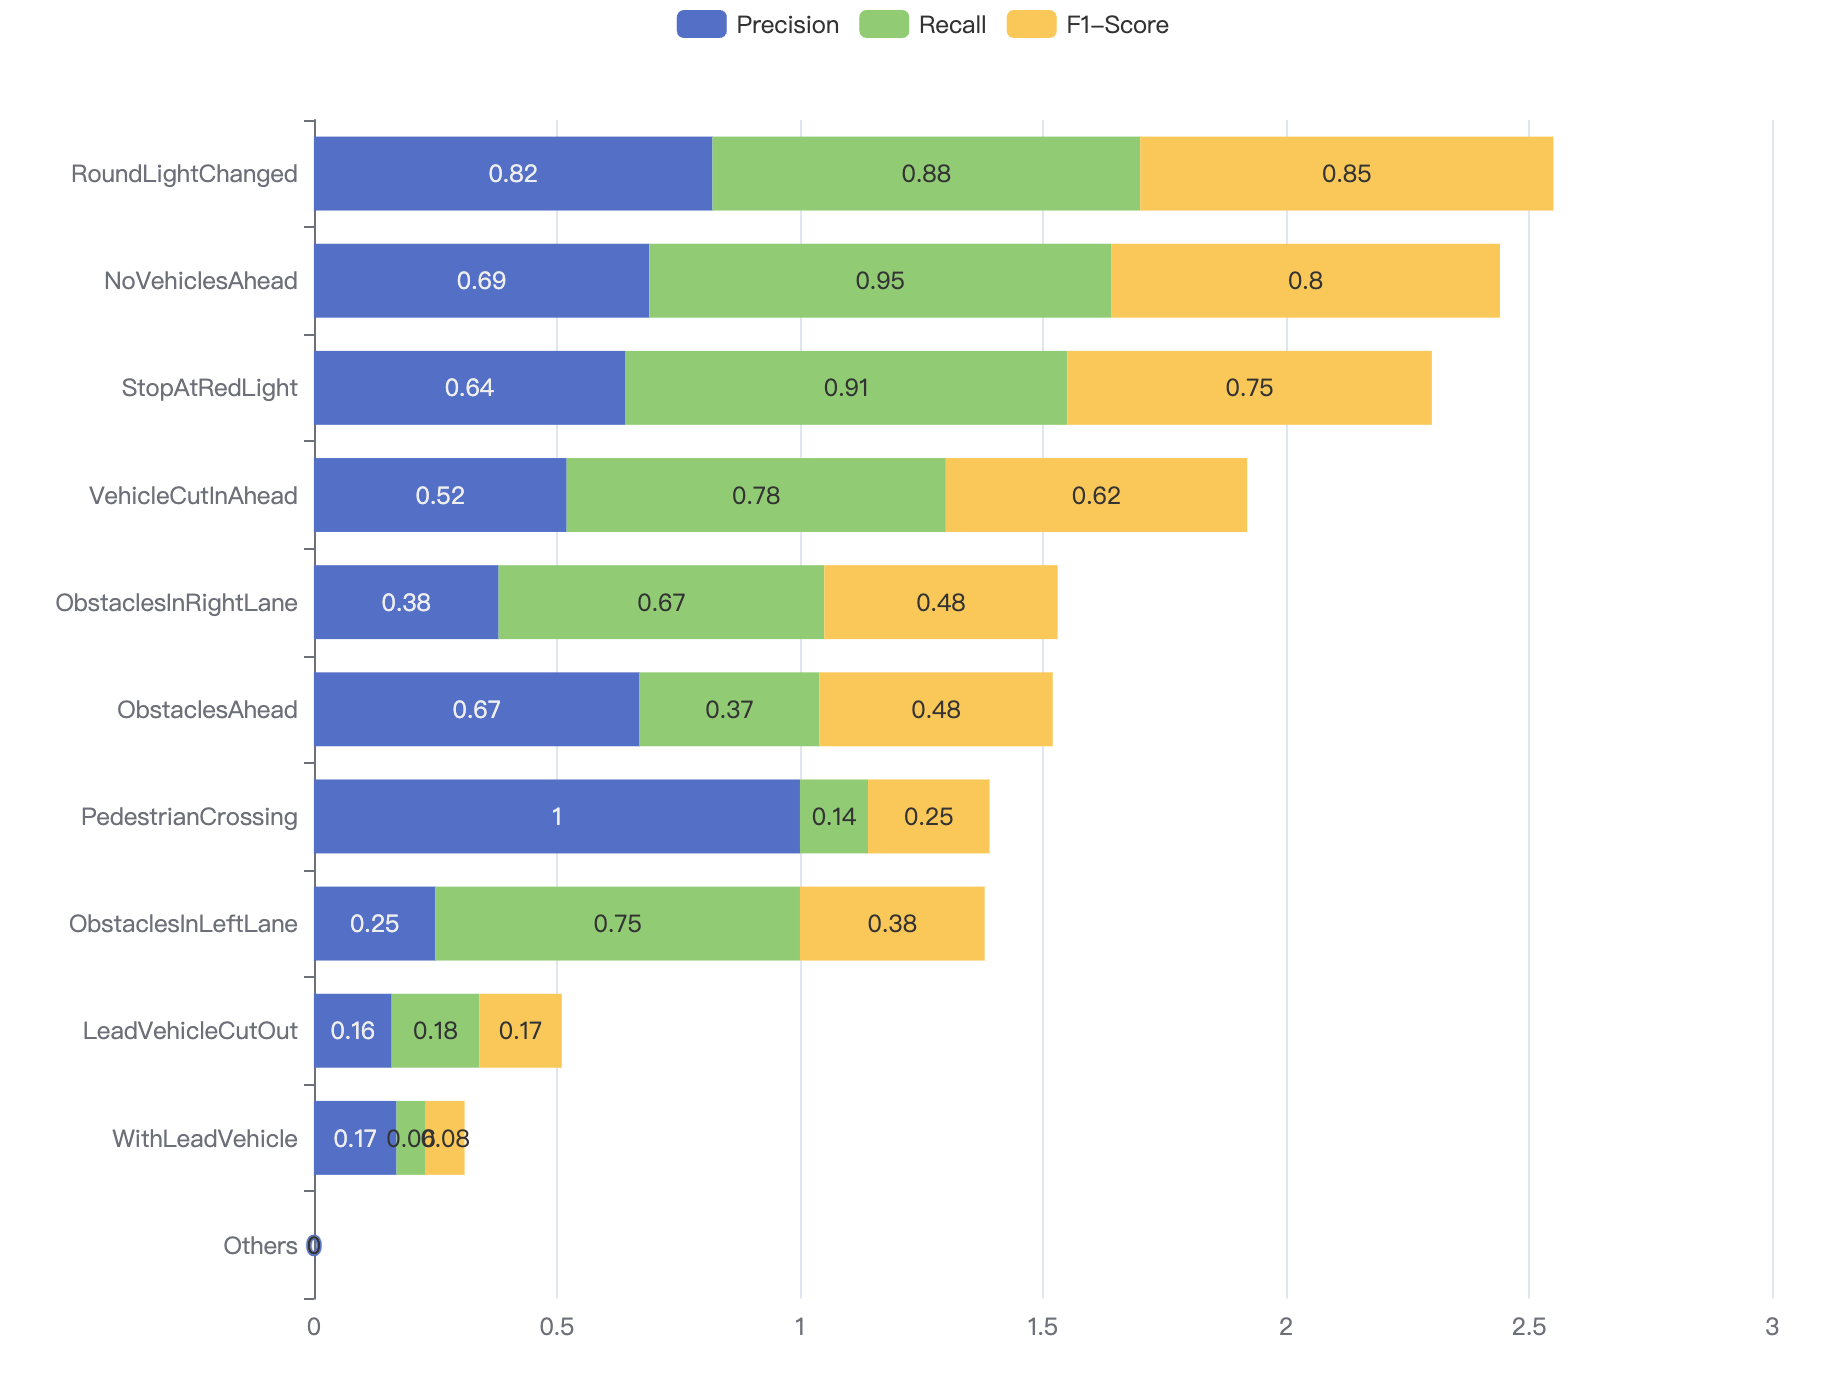 Precision Recall F1-Score
RoundLightChanged 0.82 0.88 0.85
NoVehiclesAhead 0.69 0.95 0.8
StopAtRedLight 0.64 0.91 0.75
VehicleCutInAhead 0.52 0.78 0.62
ObstaclesInRightLane 0.38 0.67 0.48
ObstaclesAhead 0.67 0.37 0.48
PedestrianCrossing 1 0.14 0.25
ObstaclesInLeftLane 0.25 0.75 0.38
LeadVehicleCutOut 0.16 0.18 0.17
WithLeadVehicle 0.17 0.06 0.08
Others 0
0 0.5 1 1.5 2 2.5 3